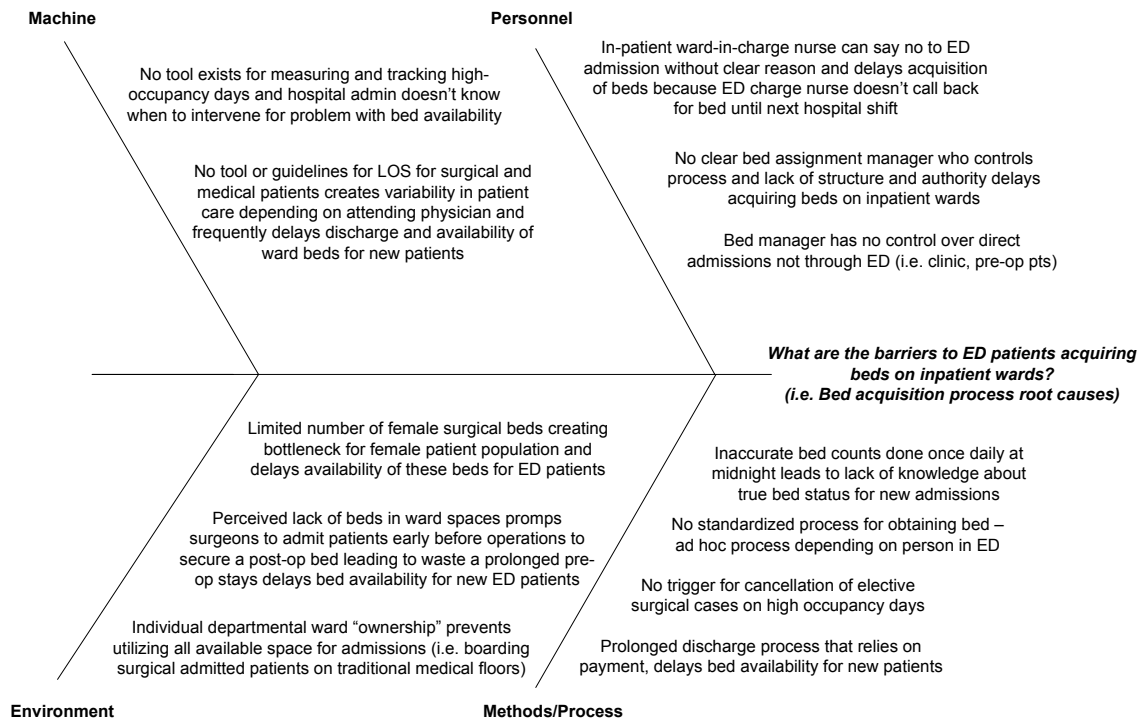 Machine
Personnel
No tool exists for measuring and tracking high-
occupancy days and hospital admin doesn't know
when to intervene for problem with bed availability
No tool or guidelines for LOS for surgical and
medical patients creates variability in patient
care depending on attending physician and
frequently delays discharge and availability of
ward beds for new patients
In-patient ward-in-charge nurse can say no to ED
admission without clear reason and delays acquisition
of beds because ED charge nurse doesn't call back
for bed until next hospital shift
No clear bed assignment manager who controls
process and lack of structure and authority delays
acquiring beds on inpatient wards
Bed manager has no control over direct
admissions not through ED (i.e. clinic, pre-op pts)
What are the barriers to ED patients acquiring
beds on inpatient wards?
(i.e. Bed acquisition process root causes)
Limited number of female surgical beds creating
bottleneck for female patient population and
delays availability of these beds for ED patients
Perceived lack of beds in ward spaces promps
surgeons to admit patients early before operations to
secure a post-op bed leading to waste a prolonged pre-
op stays delays bed availability for new ED patients
Individual departmental ward "ownership" prevents
utilizing all available space for admissions (i.e. boarding
surgical admitted patients on traditional medical floors)
Inaccurate bed counts done once daily at
midnight leads to lack of knowledge about
true bed status for new admissions
No standardized process for obtaining bed –
ad hoc process depending on person in ED
No trigger for cancellation of elective
surgical cases on high occupancy days
Prolonged discharge process that relies on
payment, delays bed availability for new patients
Environment
Methods/Process